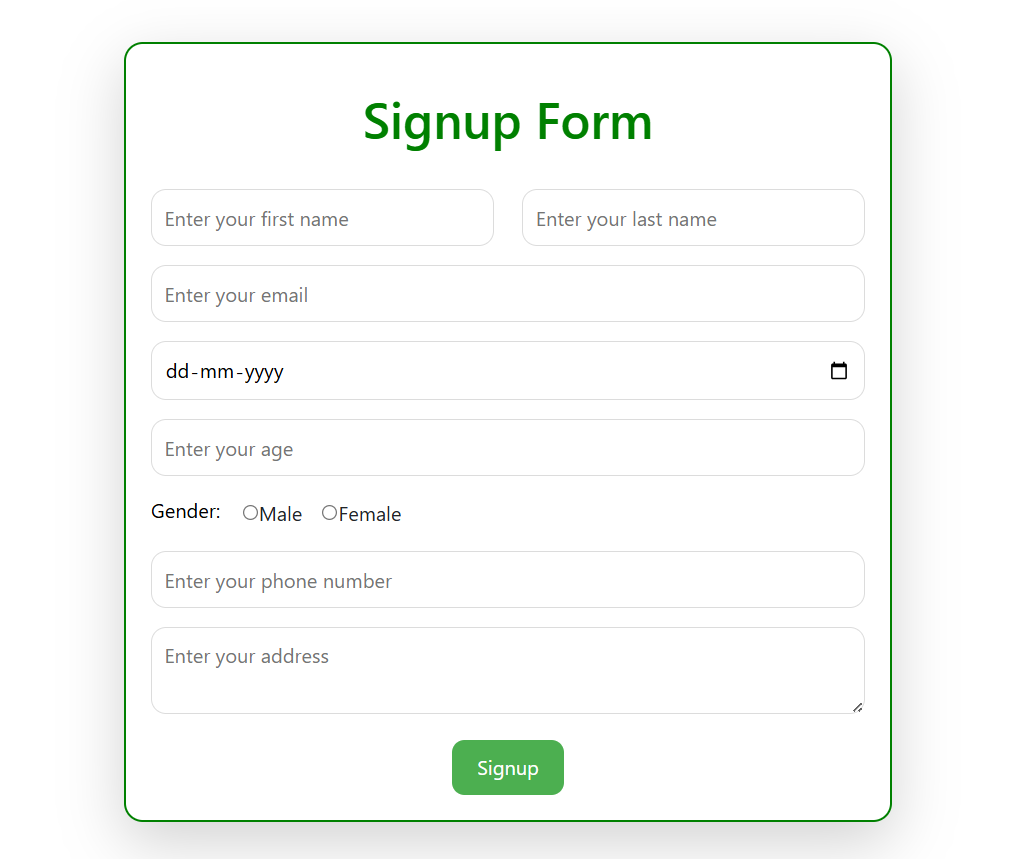 Signup Form
Enter your first name Enter your last name
Enter your email
dd-mm-yyyy
Enter your age
Gender: Male Female
Enter your phone number
Enter your address
Signup